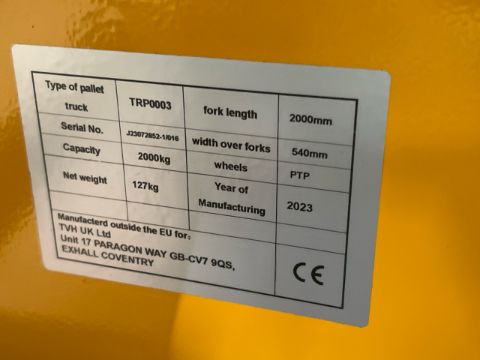 Type of pallet truck TRP0003 fork length 2000mm
Serial No. J23072852-1/016 width over forks 540mm
Capacity 2000kg wheels PTP
Net weight 127kg Year of Manufacturing 2023
Manufacterd outside the EU for:
TVH UK Ltd
Unit 17 PARAGON WAY GB-CV7 9QS,
EXHALL COVENTRY
CE